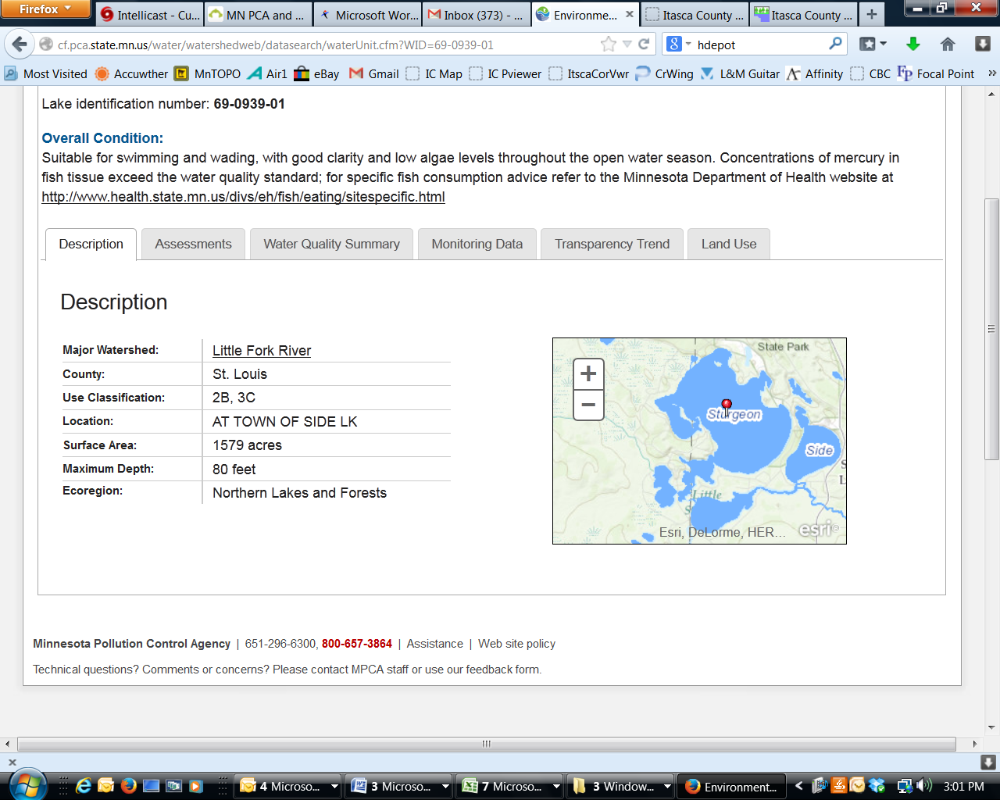 Firefox
Intellicast - Cu...
MN PCA and ...
Microsoft Wor...
Inbox (373) - ...
Environme...
Itasca County ...
Itasca County ...
cf.pca.state.mn.us/water/watershedweb/datasearch/waterUnit.cfm?WID=69-0939-01
hdepot
Most Visited
Accuwther
MnTOPO
Air1
eBay
Gmail
IC Map
IC Pviewer
ItscaCorVwr
CrWing
L&M Guitar
Affinity
CBC
Focal Point
Lake identification number: 69-0939-01
Overall Condition:
Suitable for swimming and wading, with good clarity and low algae levels throughout the open water season. Concentrations of mercury in
fish tissue exceed the water quality standard; for specific fish consumption advice refer to the Minnesota Department of Health website at
http://www.health.state.mn.us/divs/eh/fish/eating/sitespecific.html
Description
Assessments
Water Quality Summary
Monitoring Data
Transparency Trend
Land Use
Description
Major Watershed: Little Fork River
County: St. Louis
Use Classification: 2B, 3C
Location: AT TOWN OF SIDE LK
Surface Area: 1579 acres
Maximum Depth: 80 feet
Ecoregion: Northern Lakes and Forests
State Park
+
−
Sturgeon
Side
Little
Esri, DeLorme, HER...
esri
Minnesota Pollution Control Agency | 651-296-6300, 800-657-3864 | Assistance | Web site policy
Technical questions? Comments or concerns? Please contact MPCA staff or use our feedback form.
4 Microso...
3 Microso...
7 Microso...
3 Window...
Environment...
3:01 PM